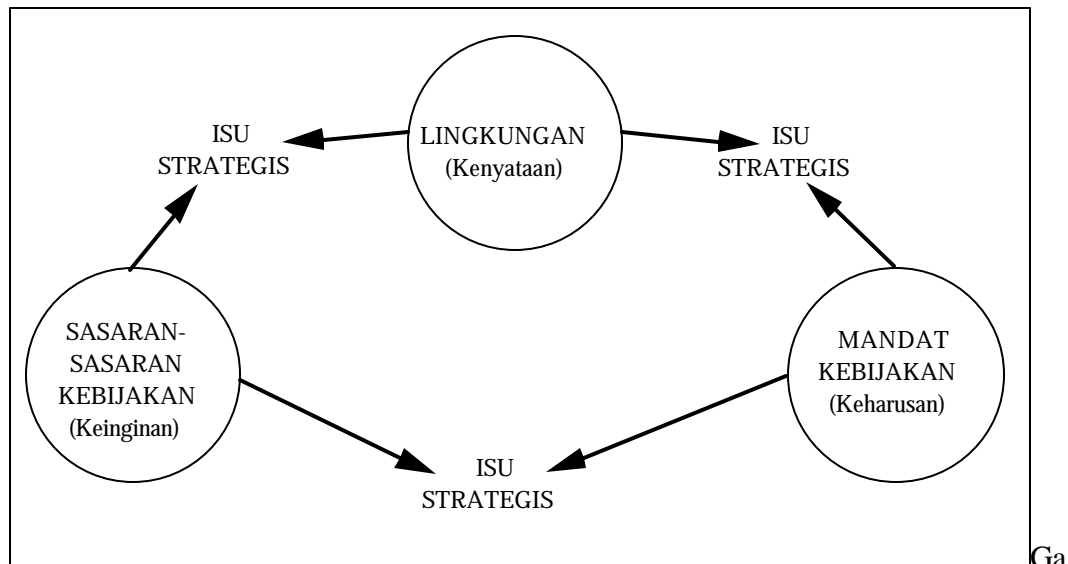 LINGKUNGAN
(Kenyataan)
ISU
STRATEGIS
ISU
STRATEGIS
SASARAN-
SASARAN
KEBIJAKAN
(Keinginan)
MANDAT
KEBIJAKAN
(Keharusan)
ISU
STRATEGIS
Ga